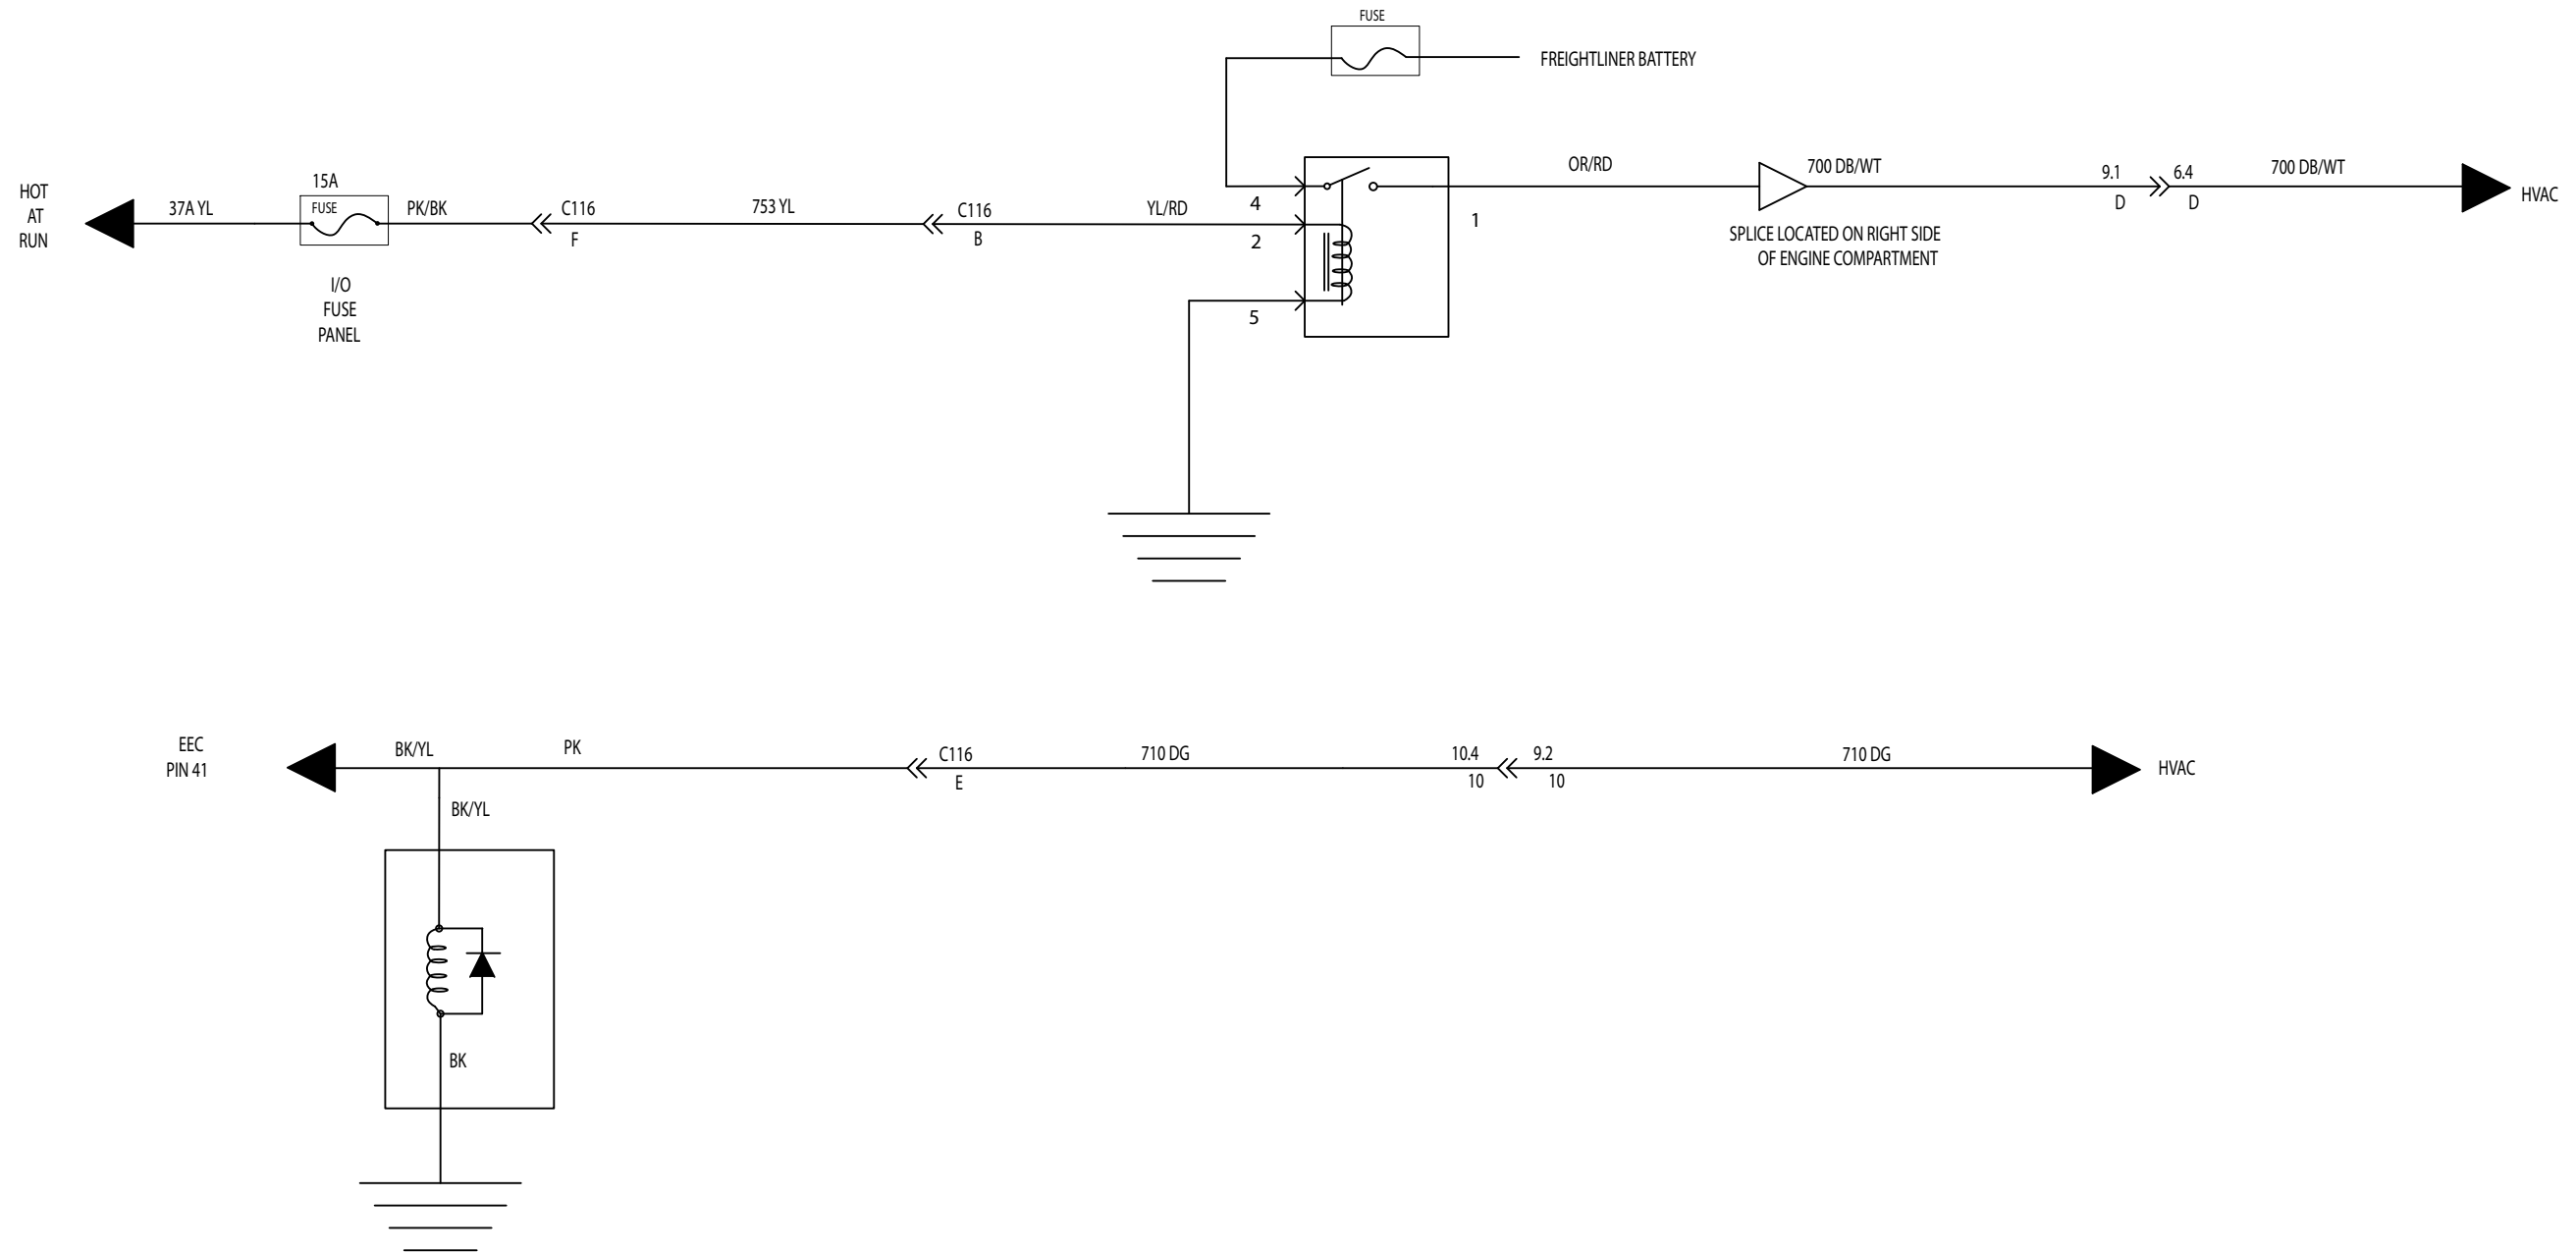 FUSE
FREIGHTLINER BATTERY
HOT
AT
RUN
37A YL
15A
FUSE
I/O
FUSE
PANEL
PK/BK
C116
F
753 YL
C116
B
YL/RD
4
2
5
1
OR/RD
700 DB/WT
SPLICE LOCATED ON RIGHT SIDE
OF ENGINE COMPARTMENT
9.1
D
6.4
D
700 DB/WT
HVAC
EEC
PIN 41
BK/YL
PK
C116
E
710 DG
10.4
10
9.2
10
710 DG
HVAC
BK/YL
BK